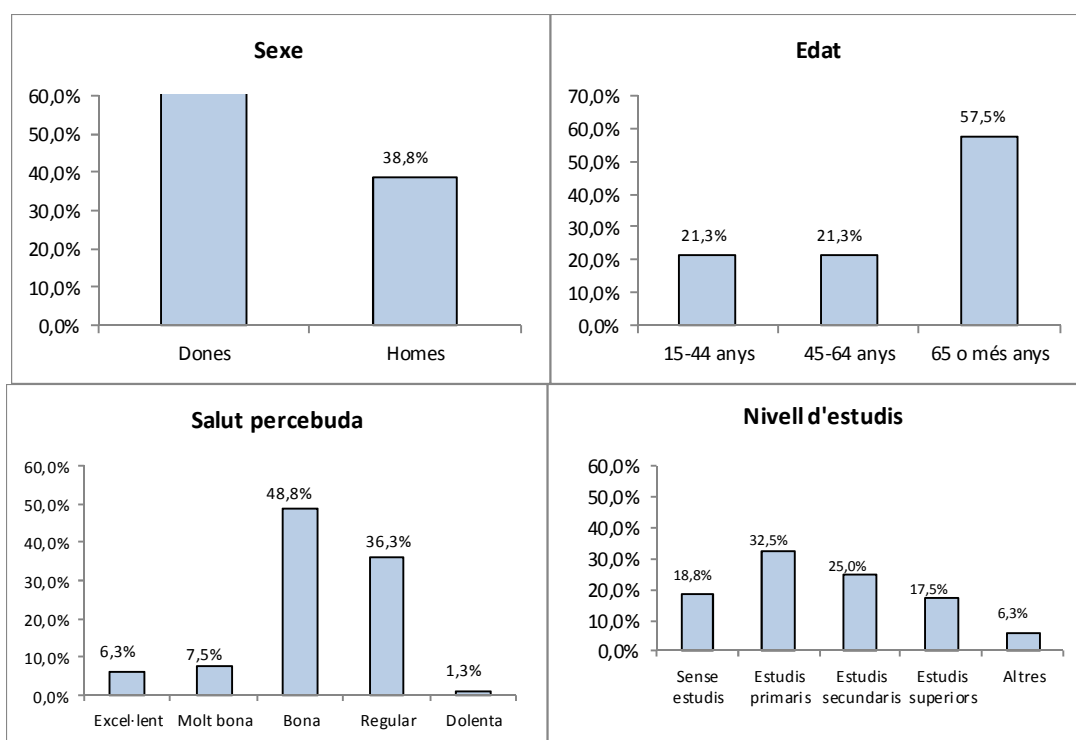 Sexe
60,0%
50,0%
40,0%
30,0%
20,0%
10,0%
0,0%
38,8%
Dones Homes
Edat
70,0%
60,0%
50,0%
40,0%
30,0%
20,0%
10,0%
0,0%
21,3% 21,3% 57,5%
15-44 anys 45-64 anys 65 o més anys
Salut percebuda
60,0%
50,0%
40,0%
30,0%
20,0%
10,0%
0,0%
6,3% 7,5% 48,8% 36,3% 1,3%
Excel·lent Molt bona Bona Regular Dolenta
Nivell d'estudis
60,0%
50,0%
40,0%
30,0%
20,0%
10,0%
0,0%
18,8% 32,5% 25,0% 17,5% 6,3%
Sense Estudis Estudis Estudis Altres
estudis primaris secundaris superiors